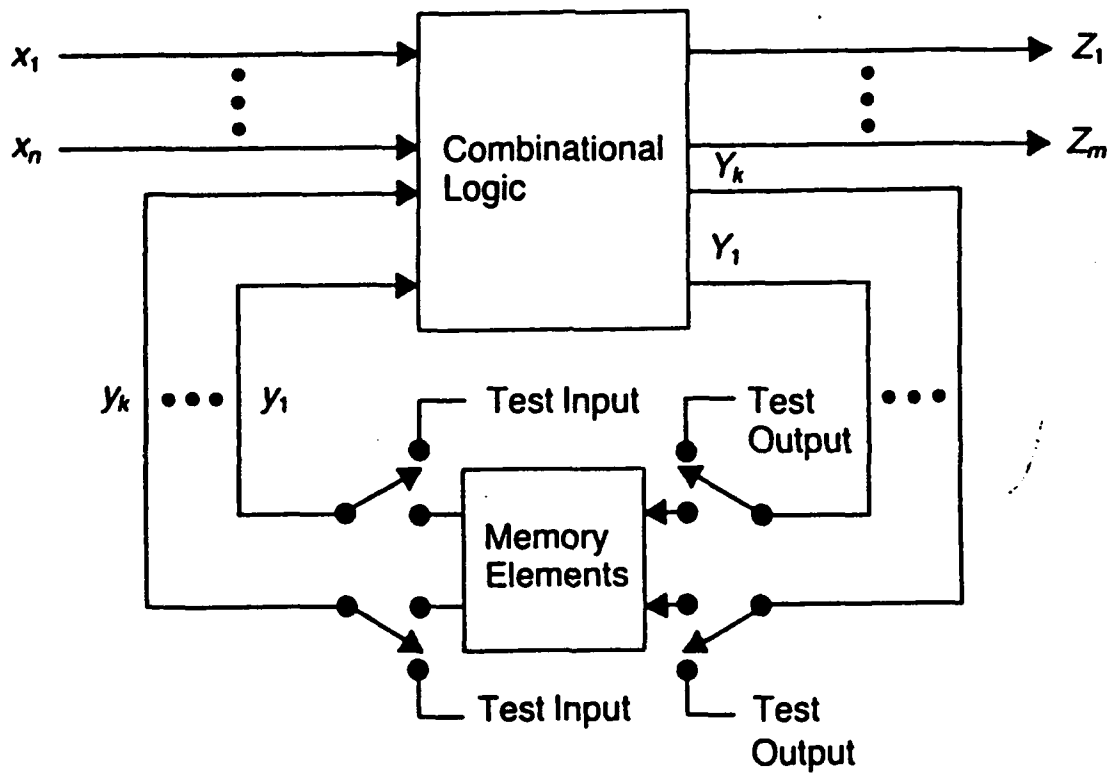 x1
Z1
xn
Combinational
Logic
Zm
Yk
Y1
yk
y1
Test Input
Test
Output
Memory
Elements
Test Input
Test
Output